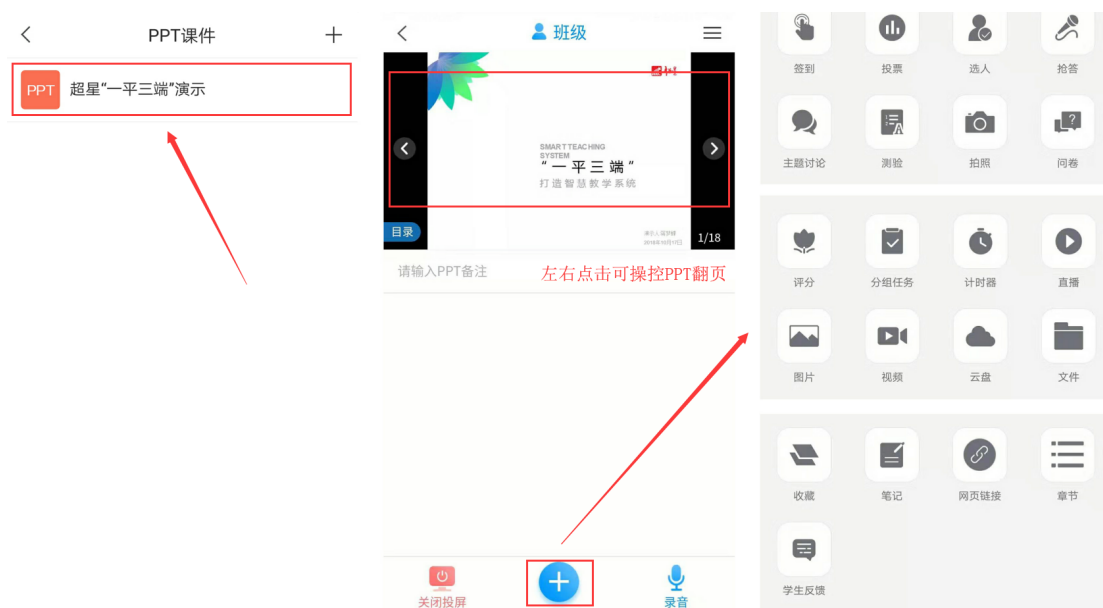 PPT课件
PPT 超星“一平三端”演示
班级
SMART TEACHING
SYSTEM
“一平三端”
打造智慧教学系统
目录
1/18
请输入PPT备注
左右点击可操控PPT翻页
关闭投屏
录音
签到 投票 选人 抢答
主题讨论 测验 拍照 问卷
评分 分组任务 计时器 直播
图片 视频 云盘 文件
收藏 笔记 网页链接 章节
学生反馈